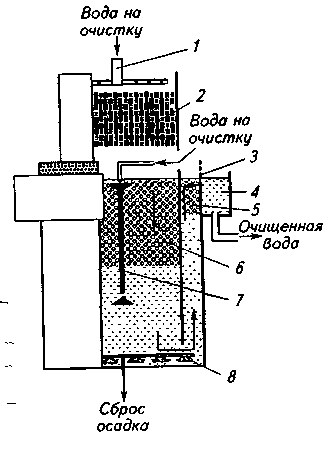 Вода на
очистку
1
2
Вода на
очистку
3
4
5
Очищенная
вода
6
7
8
Сброс
осадка